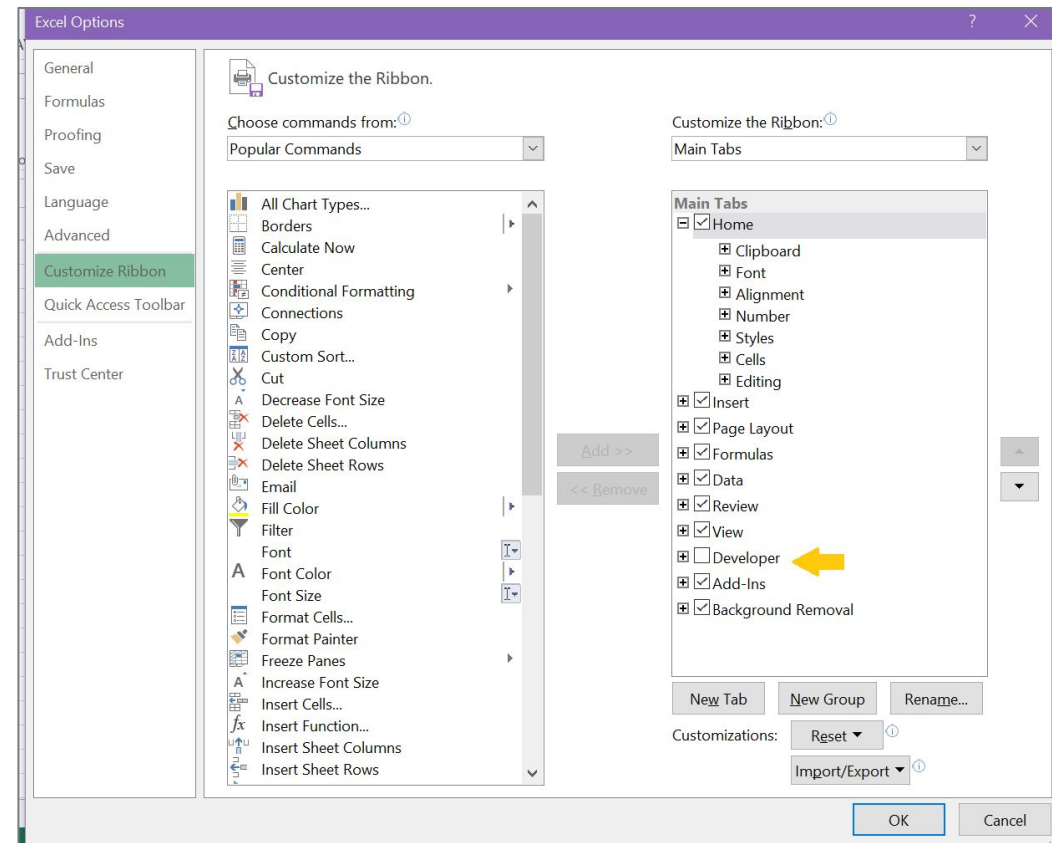 Excel Options
?
General
Formulas
Proofing
Save
Language
Advanced
Customize Ribbon
Quick Access Toolbar
Add-Ins
Trust Center
Customize the Ribbon.
Choose commands from:
Popular Commands
All Chart Types...
Borders
Calculate Now
Center
Conditional Formatting
Connections
Copy
Custom Sort...
Cut
Decrease Font Size
Delete Cells...
Delete Sheet Columns
Delete Sheet Rows
Email
Fill Color
Filter
Font
Font Color
Font Size
Format Cells...
Format Painter
Freeze Panes
Increase Font Size
Insert Cells...
Insert Function...
Insert Sheet Columns
Insert Sheet Rows
Add >>
<< Remove
Customize the Ribbon:
Main Tabs
Main Tabs
Home
Clipboard
Font
Alignment
Number
Styles
Cells
Editing
Insert
Page Layout
Formulas
Data
Review
View
Developer
Add-Ins
Background Removal
New Tab
New Group
Rename...
Customizations:
Reset
Import/Export
OK
Cancel